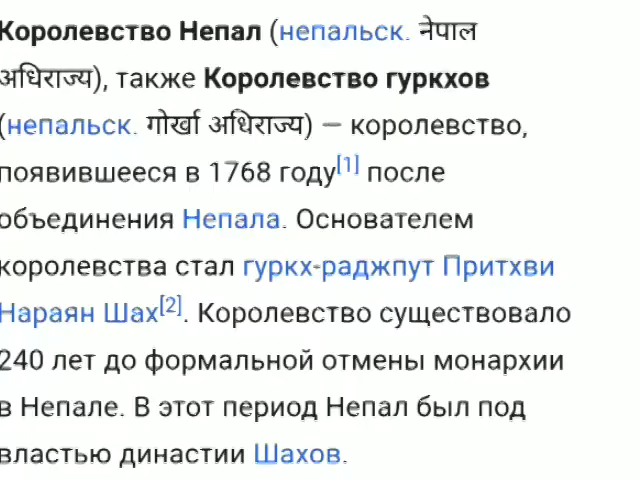 Королевство Непал (непальск. नेपाल
अधिराज्य), также Королевство гуркхов
(непальск. गोर्खा अधिराज्य) — королевство,
появившееся в 1768 году[1] после
объединения Непала. Основателем
королевства стал гуркх-раджпут Притхви
Нараян Шах[2]. Королевство существовало
240 лет до формальной отмены монархии
в Непале. В этот период Непал был под
властью династии Шахов.